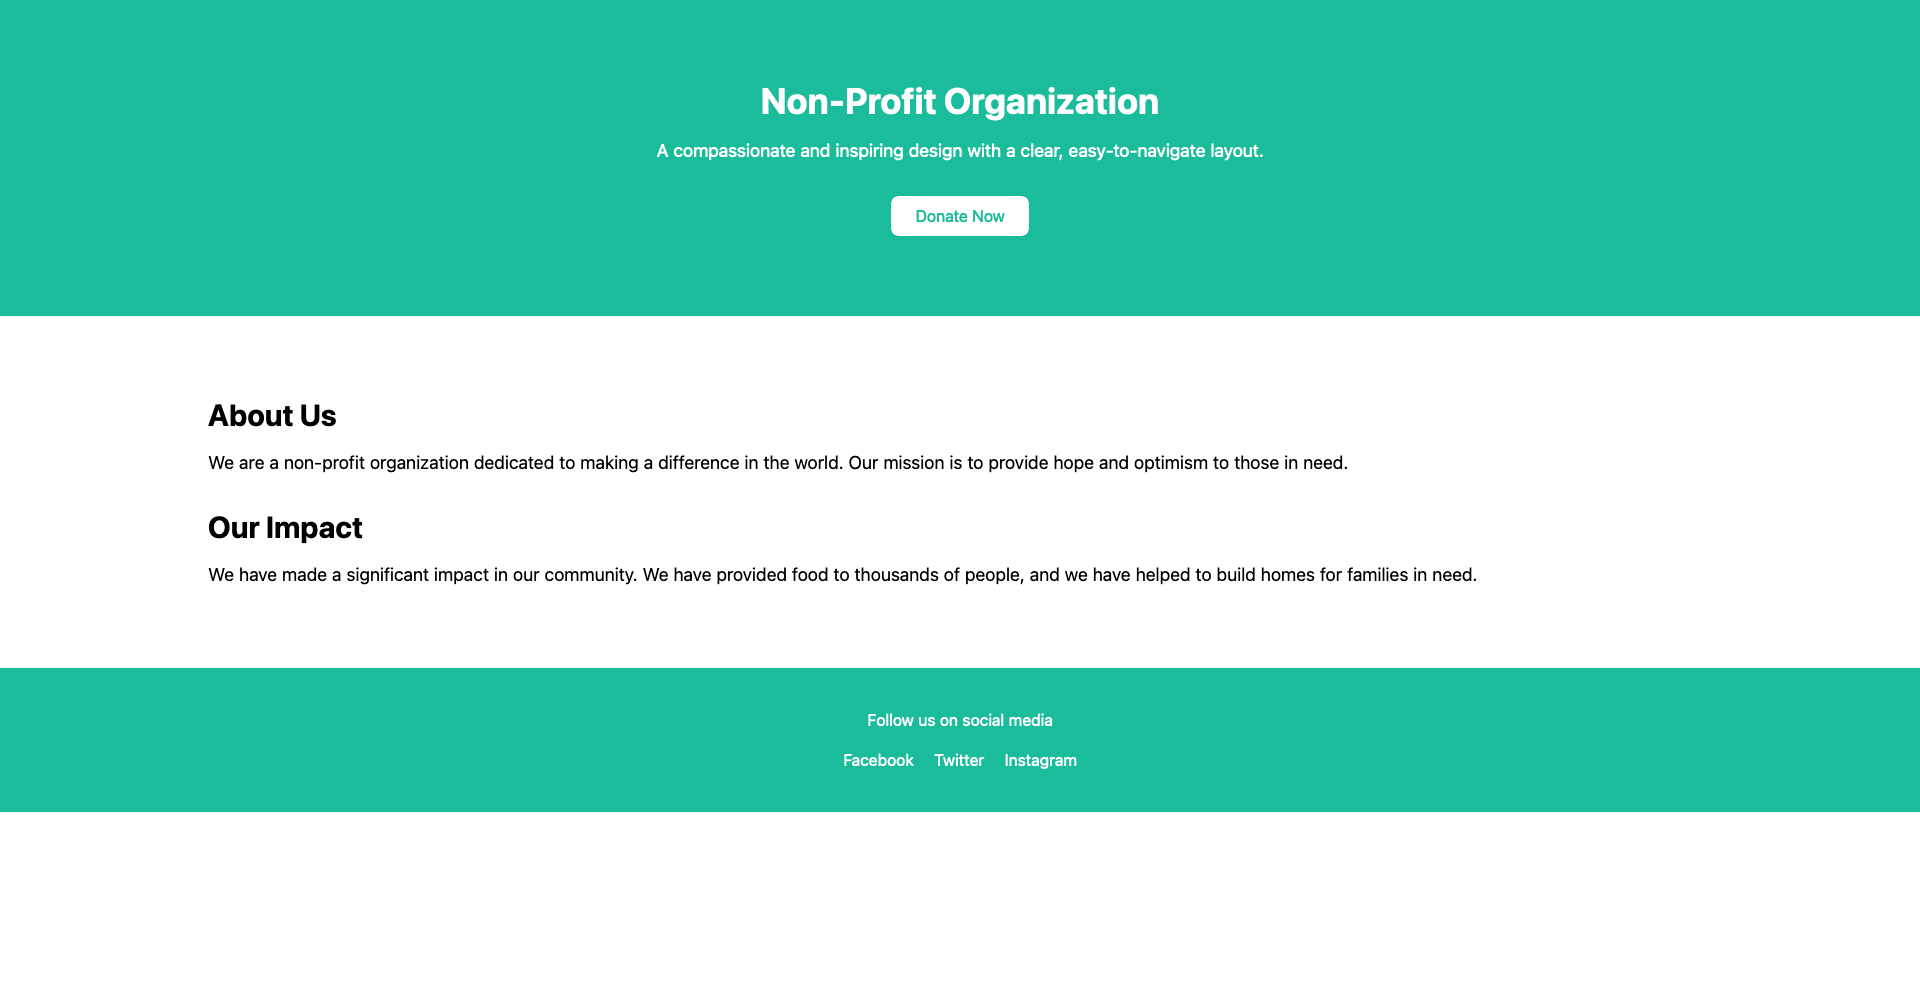 Non-Profit Organization
A compassionate and inspiring design with a clear, easy-to-navigate layout.
Donate Now
About Us
We are a non-profit organization dedicated to making a difference in the world. Our mission is to provide hope and optimism to those in need.
Our Impact
We have made a significant impact in our community. We have provided food to thousands of people, and we have helped to build homes for families in need.
Follow us on social media
Facebook Twitter Instagram